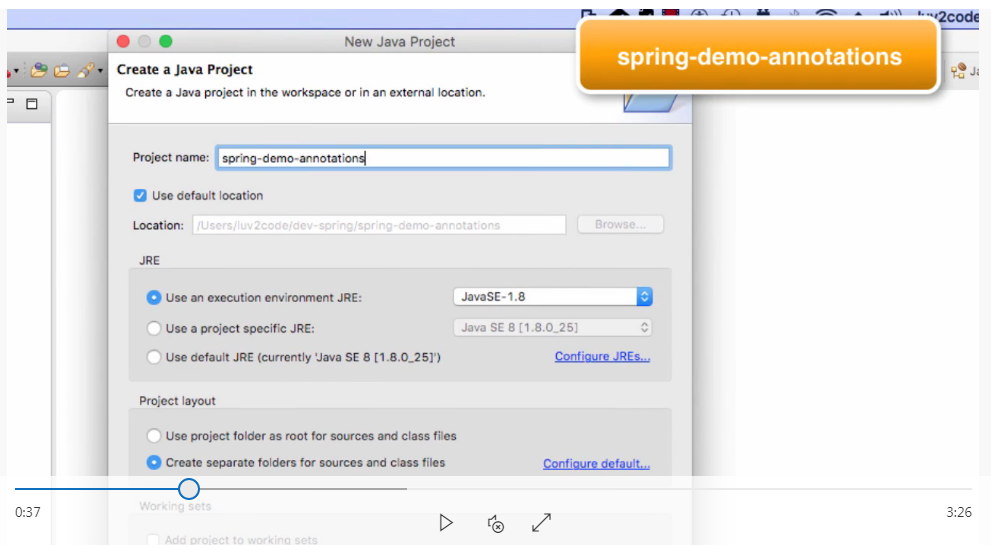 luv2code
New Java Project
spring-demo-annotations
Create a Java Project
Create a Java project in the workspace or in an external location.
Project name: spring-demo-annotations
Use default location
Location: /Users/luv2code/dev-spring/spring-demo-annotations Browse...
JRE
Use an execution environment JRE: JavaSE-1.8
Use a project specific JRE: Java SE 8 [1.8.0_25]
Use default JRE (currently 'Java SE 8 [1.8.0_25]') Configure JREs...
Project layout
Use project folder as root for sources and class files
Create separate folders for sources and class files Configure default...
Working sets
0:37 3:26
Add project to working sets